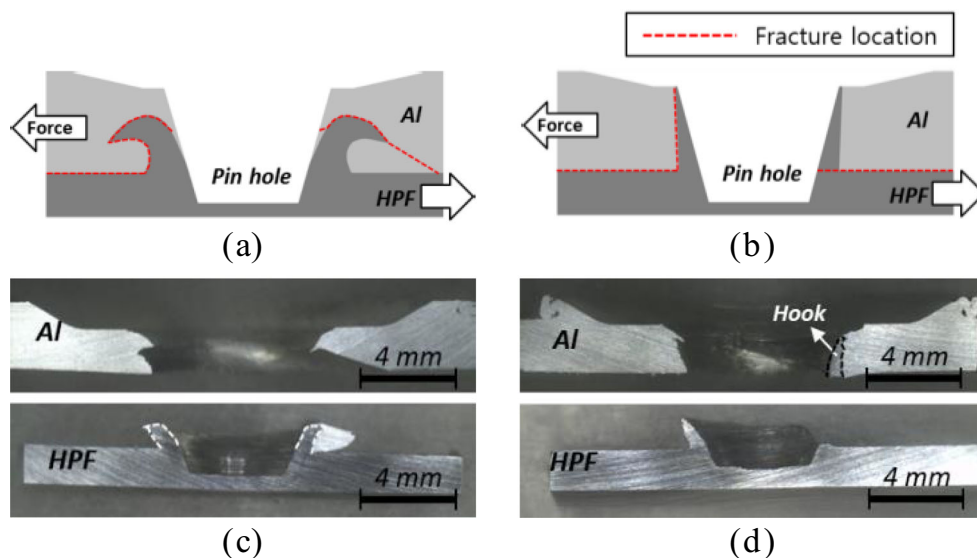 Fracture location
Force
Al
Pin hole
HPF
(a)
Force
Al
Pin hole
HPF
(b)
Al
4 mm
HPF
4 mm
(c)
Al
Hook
4 mm
HPF
4 mm
(d)